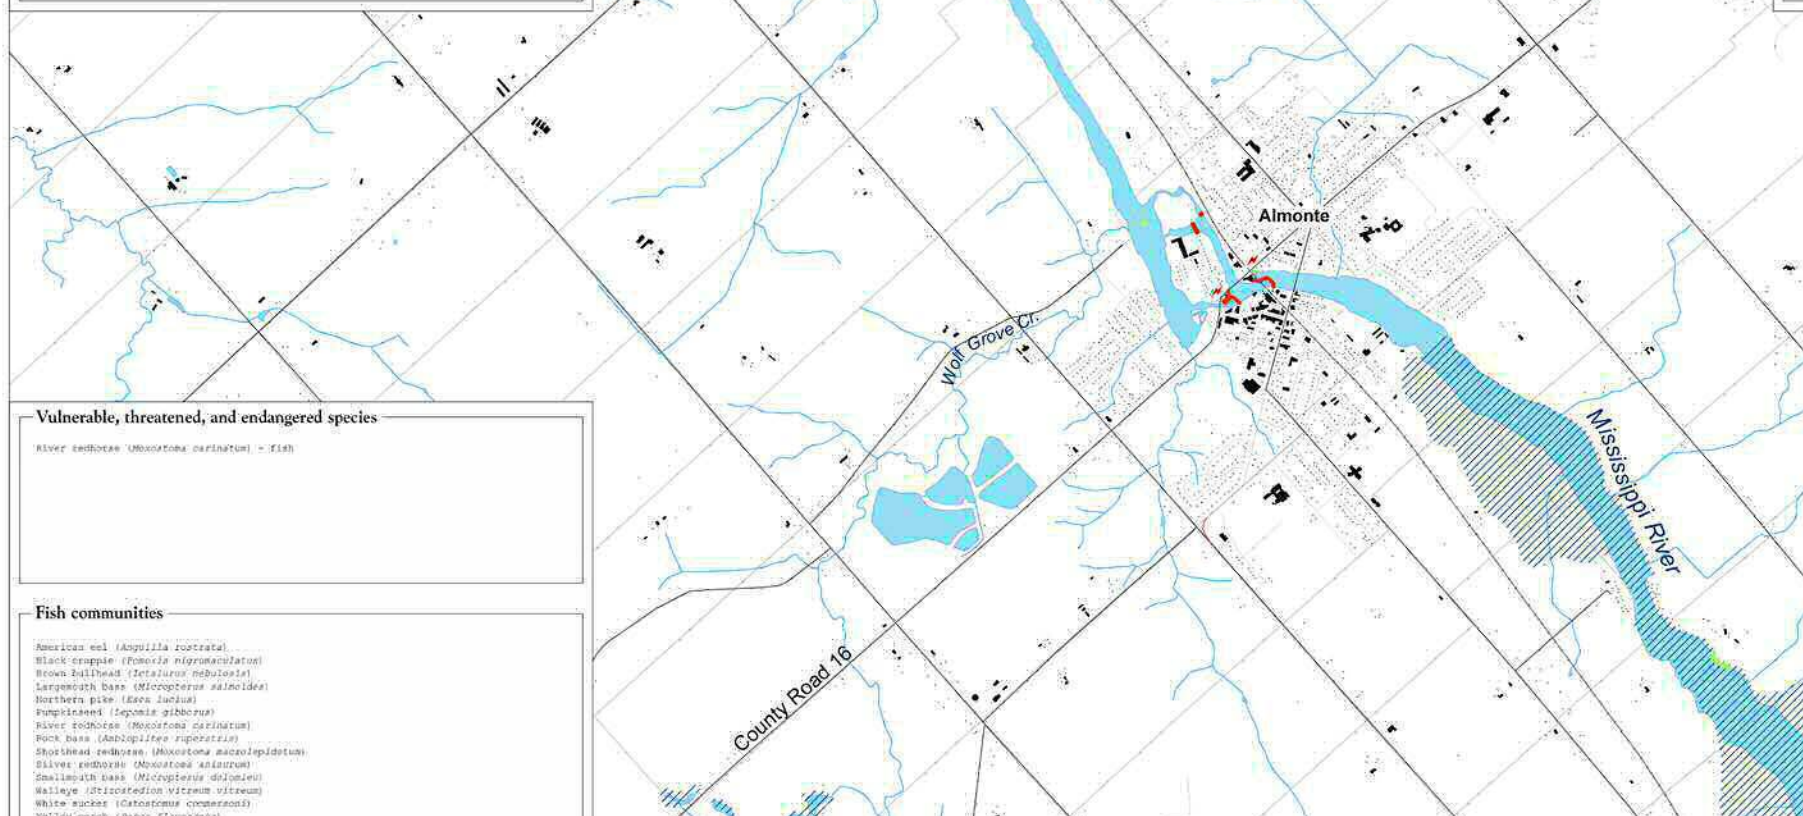 Almonte
Wolf Grove Cr.
Mississippi River
County Road 16
Vulnerable, threatened, and endangered species
River redhorse (Moxostoma carinatum) - fish
Fish communities
American eel (Anguilla rostrata)
Black crappie (Pomoxis nigromaculatus)
Brown bullhead (Ictalurus nebulosis)
Largemouth bass (Micropterus salmoides)
Northern pike (Esox lucius)
Pumpkinseed (Lepomis gibbosus)
River redhorse (Moxostoma carinatum)
Rock bass (Ambloplites rupestris)
Shorthead redhorse (Moxostoma macrolepidotum)
Silver redhorse (Moxostoma anisurum)
Smallmouth bass (Micropterus dolomieu)
Walleye (Stizostedion vitreum vitreum)
White sucker (Catostomus commersoni)